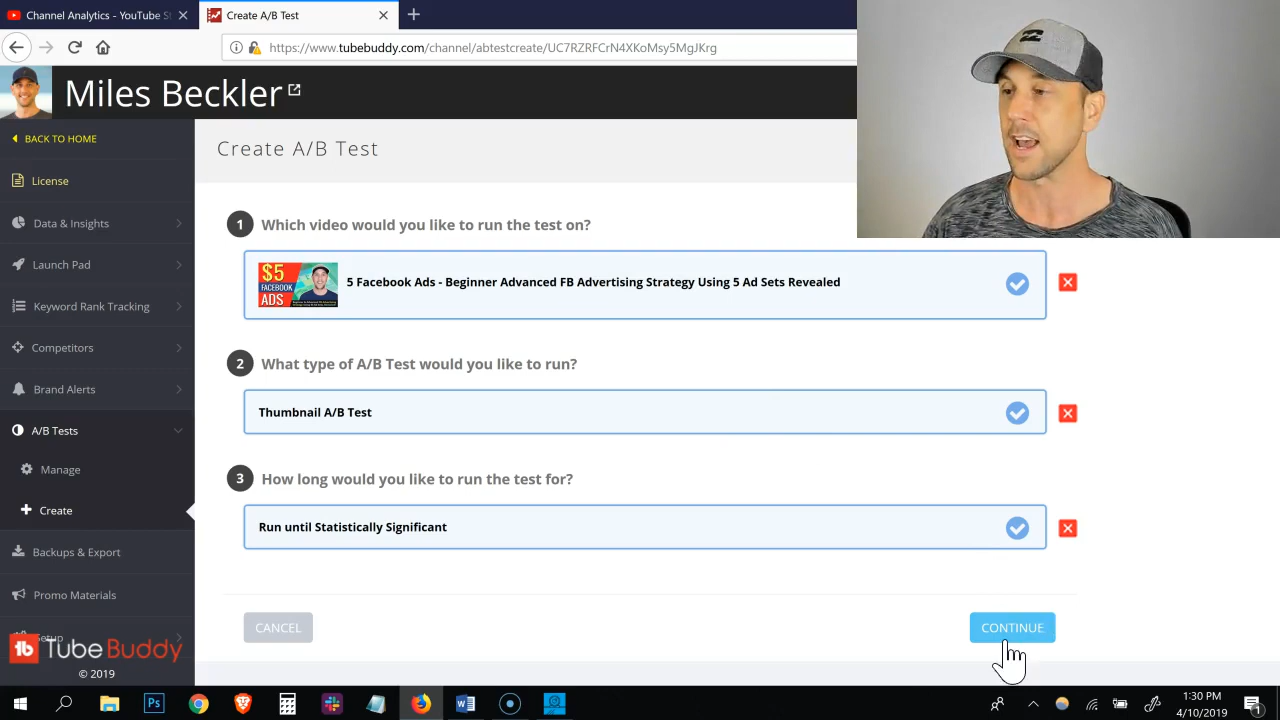 Channel Analytics - YouTube S
Create A/B Test
https://www.tubebuddy.com/channel/abtestcreate/UC7RZRFCrN4XKoMsy5MgJKrg
Miles Beckler
BACK TO HOME
License
Data & Insights
Launch Pad
Keyword Rank Tracking
Competitors
Brand Alerts
A/B Tests
Manage
Create
Backups & Export
Promo Materials
Setup
TubeBuddy
© 2019
Create A/B Test
1 Which video would you like to run the test on?
$5
FACEBOOK
ADS
5 Facebook Ads - Beginner Advanced FB Advertising Strategy Using 5 Ad Sets Revealed
2 What type of A/B Test would you like to run?
Thumbnail A/B Test
3 How long would you like to run the test for?
Run until Statistically Significant
CANCEL
CONTINUE
Ps
1:30 PM
4/10/2019
1